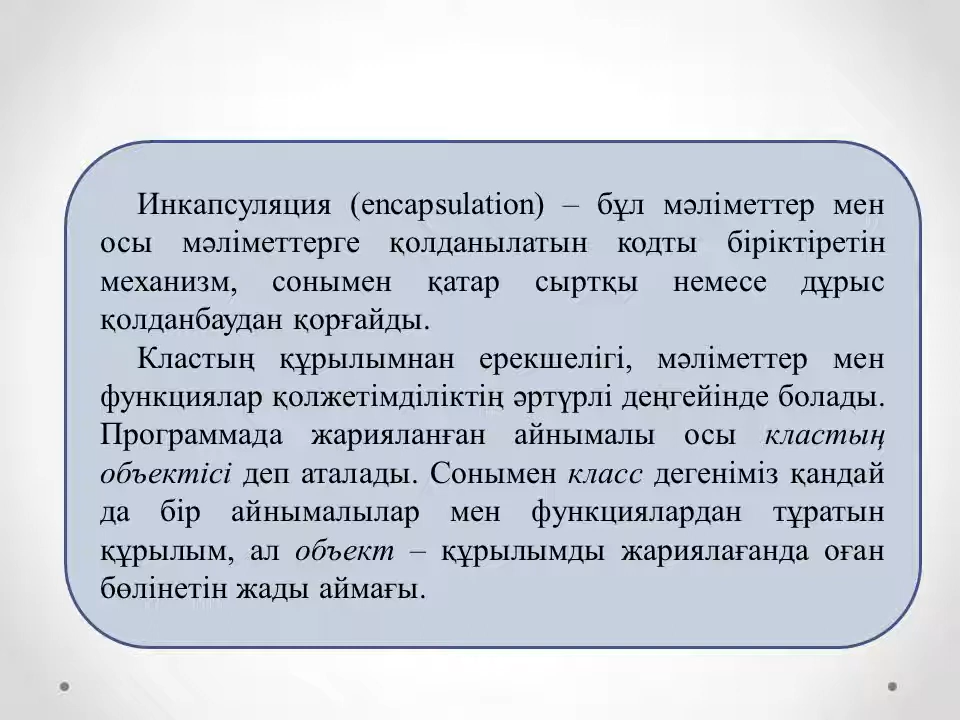 Инкапсуляция (encapsulation) – бұл мәліметтер мен
осы мәліметтерге қолданылатын кодты біріктіретін
механизм, сонымен қатар сыртқы немесе дұрыс
қолданбаудан қорғайды.
Кластың құрылымнан ерекшелігі, мәліметтер мен
функциялар қолжетімділіктің әртүрлі деңгейінде болады.
Программада жарияланған айнымалы осы кластың
объектісі деп аталады. Сонымен класс дегеніміз қандай
да бір айнымалылар мен функциялардан тұратын
құрылым, ал объект – құрылымды жариялағанда оған
бөлінетін жады аймағы.